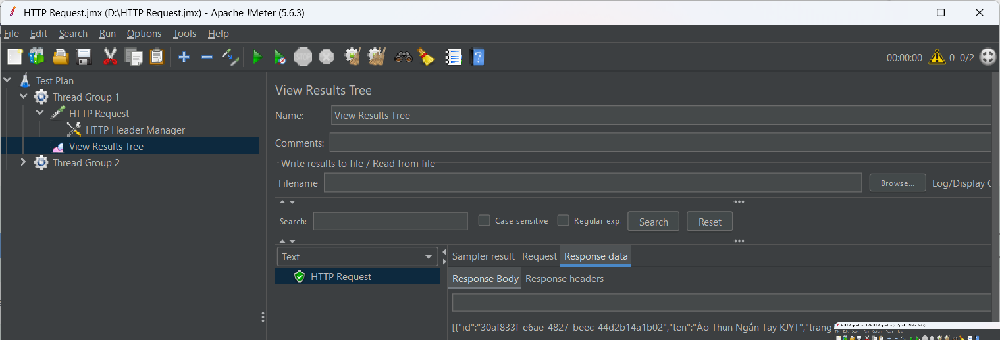 HTTP Request.jmx (D:\HTTP Request.jmx) - Apache JMeter (5.6.3)
File Edit Search Run Options Tools Help
STOP
00:00:00 0 0/2
Test Plan
Thread Group 1
HTTP Request
HTTP Header Manager
View Results Tree
Thread Group 2
View Results Tree
Name: View Results Tree
Comments:
Write results to file / Read from file
Filename Browse... Log/Display
Search: Case sensitive Regular exp. Search Reset
Text
HTTP Request
Sampler result Request Response data
Response Body Response headers
[{"id":"30af833f-e6ae-4827-beec-44d2b14a1b02","ten":"Áo Thun Ngắn Tay KJYT","trang